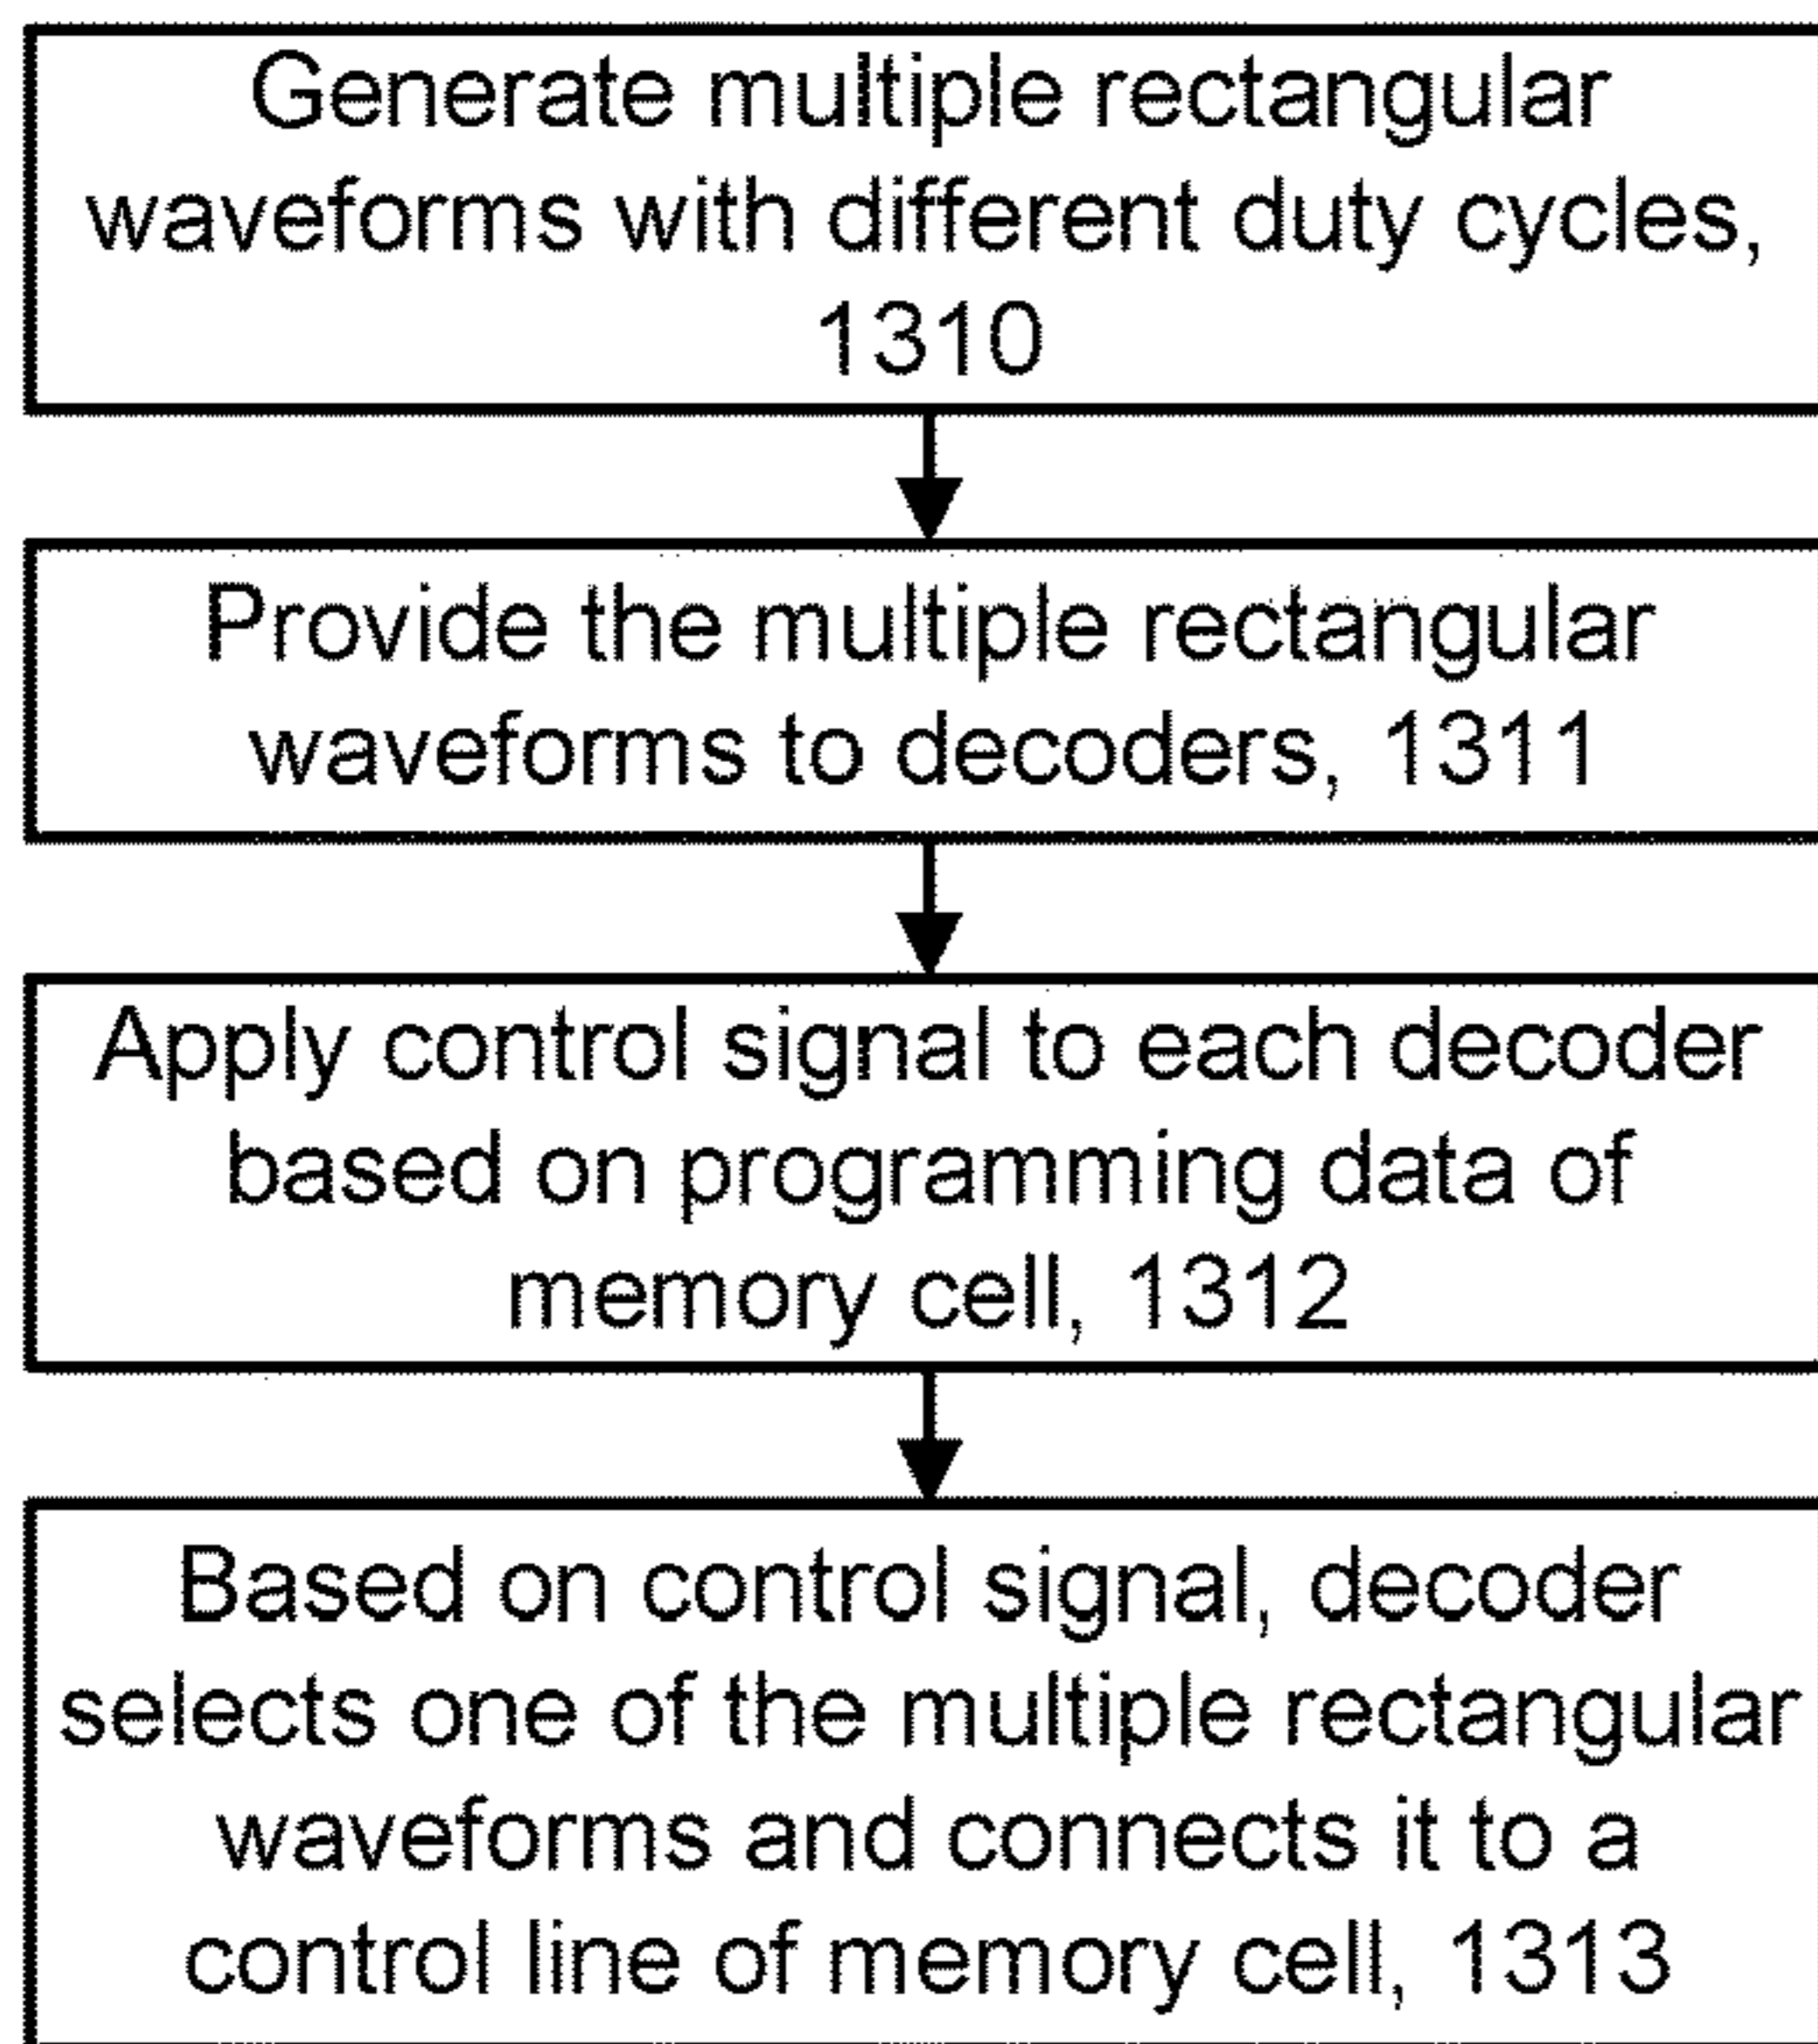 Generate multiple rectangular
waveforms with different duty cycles,
1310
Provide the multiple rectangular
waveforms to decoders, 1311
Apply control signal to each decoder
based on programming data of
memory cell, 1312
Based on control signal, decoder
selects one of the multiple rectangular
waveforms and connects it to a
control line of memory cell, 1313